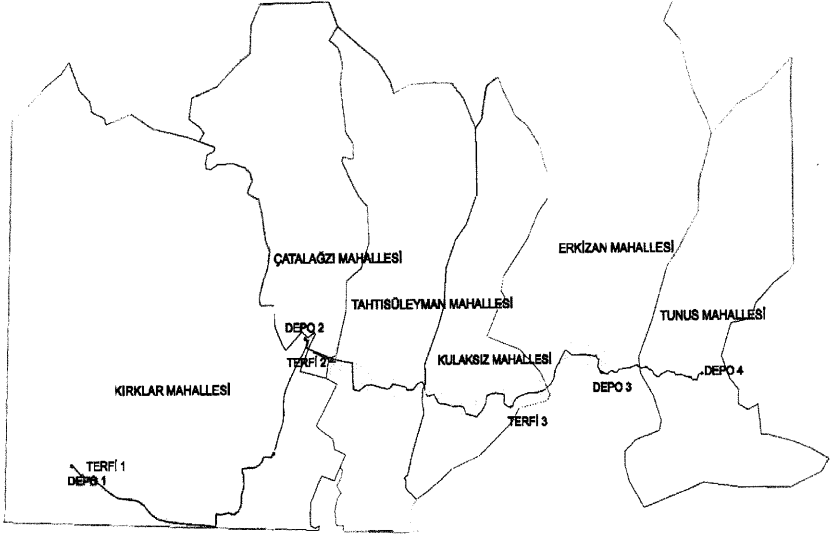 ERKİZAN MAHALLESİ
ÇATALAĞZI MAHALLESİ
TAHTISÜLEYMAN MAHALLESİ
TUNUS MAHALLESİ
DEPO 2
KULAKSIZ MAHALLESİ
TERFİ 2
DEPO 4
DEPO 3
KIRKLAR MAHALLESİ
TERFİ 3
TERFİ 1
DEPO 1